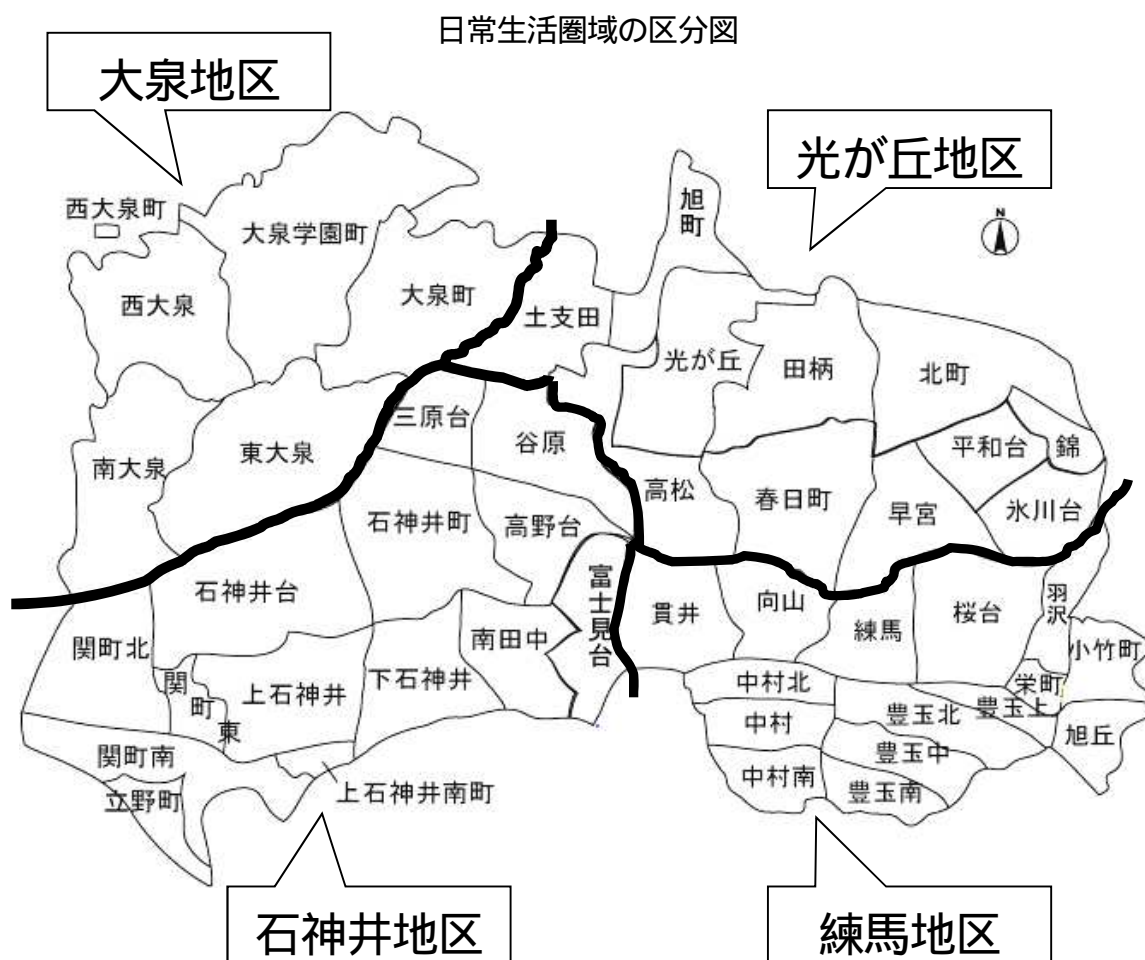 日常生活圏域の区分図
大泉地区
光が丘地区
N
西大泉町
大泉学園町
旭町
西大泉
大泉町
土支田
光が丘
田柄
北町
南大泉
東大泉
三原台
谷原
高松
春日町
平和台
錦
早宮
氷川台
石神井町
高野台
石神井台
富士見台
貫井
向山
練馬
桜台
羽沢
小竹町
関町北
関町東
上石神井
下石神井
南田中
中村北
中村
中村南
豊玉北
豊玉上
栄町
豊玉中
豊玉南
旭丘
関町南
立野町
上石神井南町
石神井地区
練馬地区